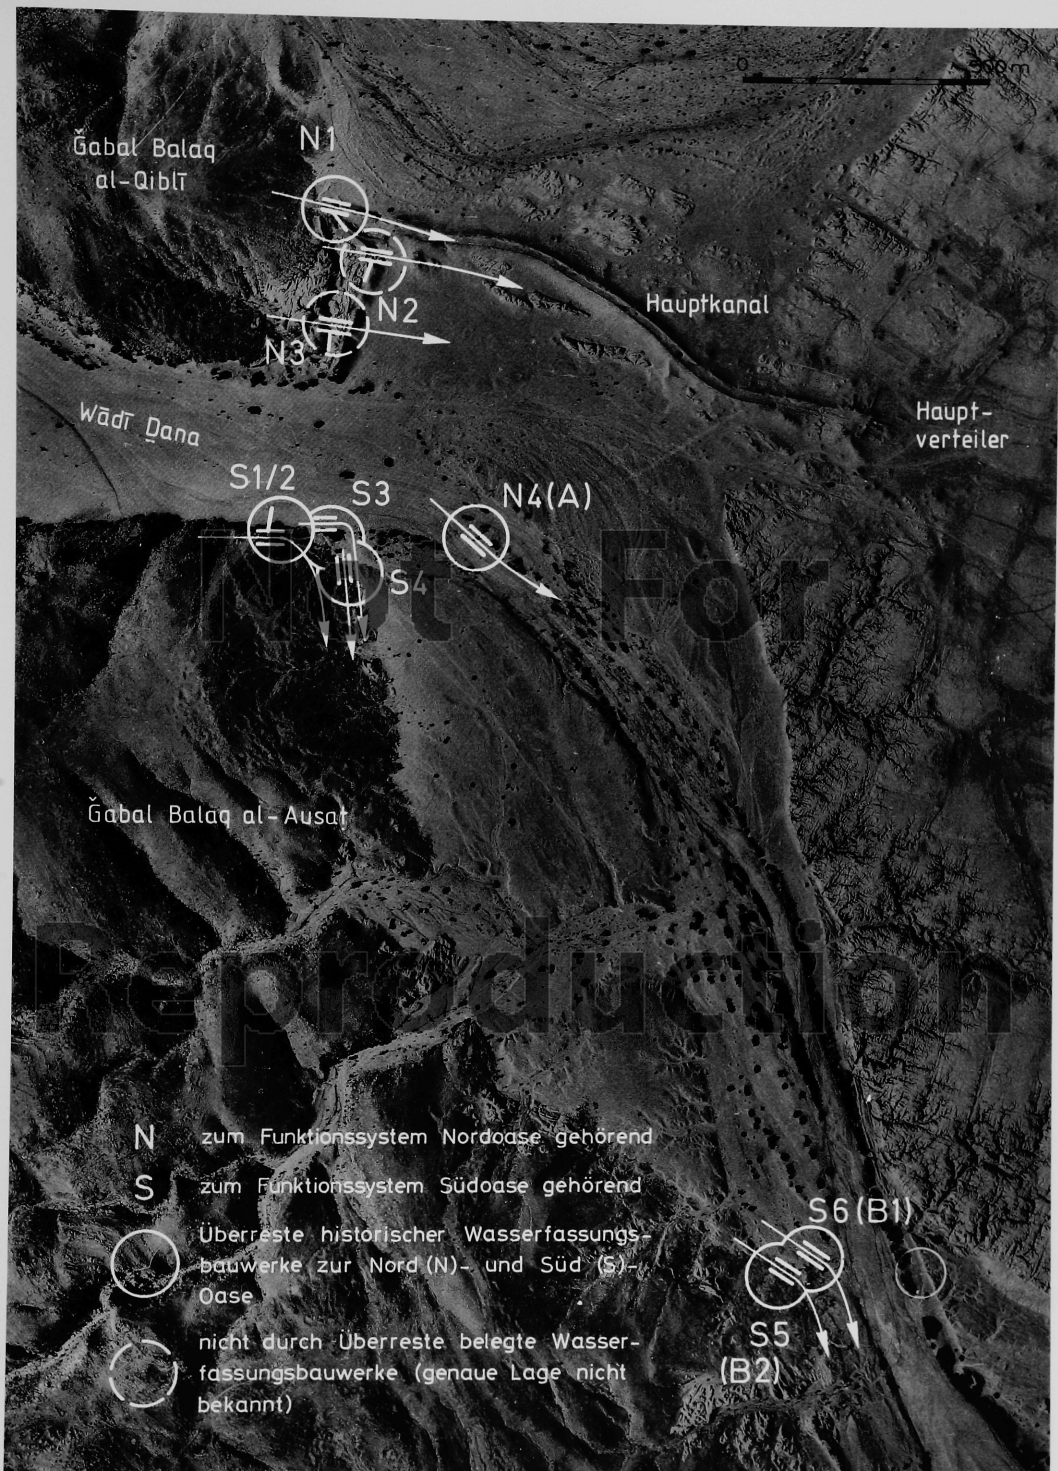 0 500m
N1
Ǧabal Balaq
al-Qiblī
N2
Hauptkanal
N3
Haupt-
verteiler
Wādī Ḏana
S1/2
S3
N4(A)
S4
Not For
Ǧabal Balaq al-Ausaṭ
Reproduction
N zum Funktionssystem Nordoase gehörend
S zum Funktionssystem Südoase gehörend
Überreste historischer Wasserfassungs-
bauwerke zur Nord (N)- und Süd (S)-
Oase
nicht durch Überreste belegte Wasser-
fassungsbauwerke (genaue Lage nicht
bekannt)
S6(B1)
S5
(B2)